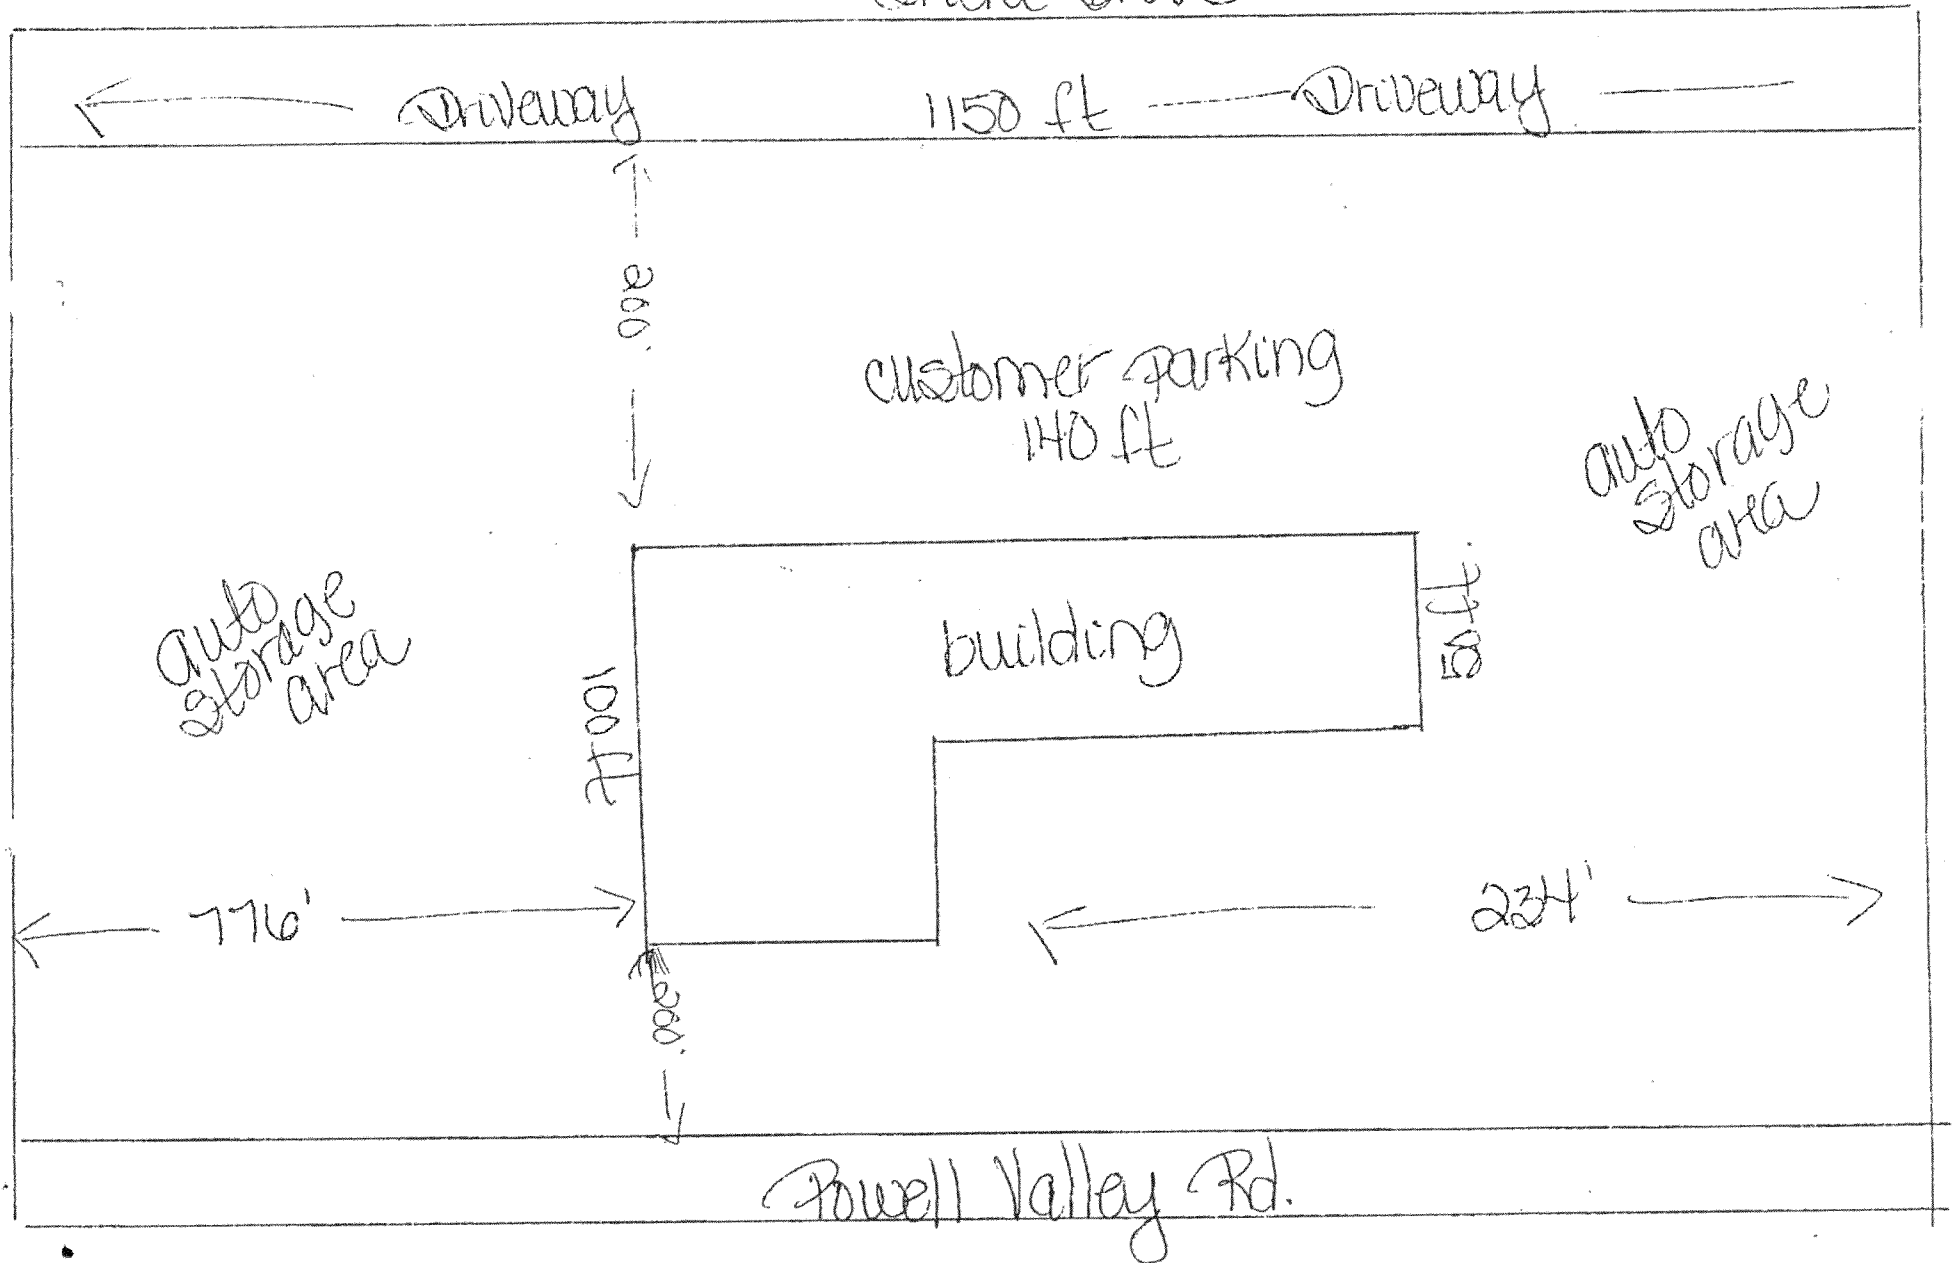 Driveway 1150 ft Driveway
200'
customer parking
140 ft
auto
storage
area
auto
storage
area
building
50 ft.
100 ft
776'
234'
200'
Powell Valley Rd.